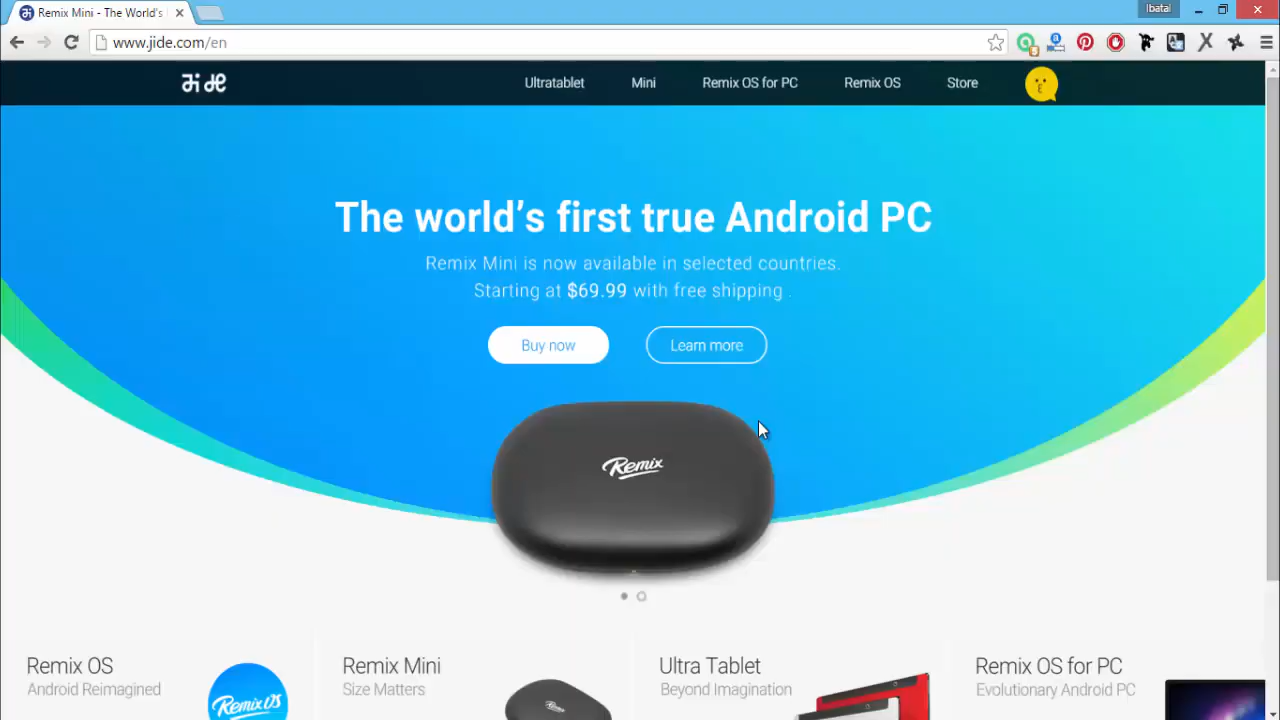 Remix Mini - The World's
Ibatal
www.jide.com/en
Ultratablet Mini Remix OS for PC Remix OS Store
The world's first true Android PC
Remix Mini is now available in selected countries.
Starting at $69.99 with free shipping .
Buy now Learn more
Remix
Remix OS Remix Mini Ultra Tablet Remix OS for PC
Android Reimagined Size Matters Beyond Imagination Evolutionary Android PC
Remix OS
Remix